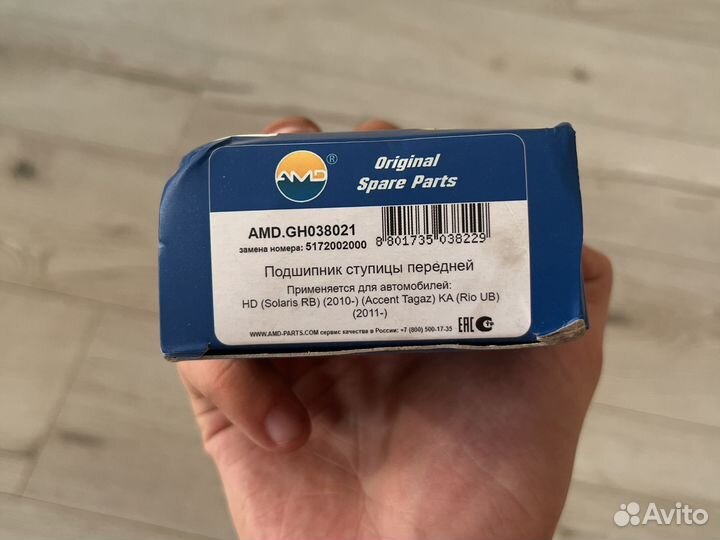 AMD ®
Original
Spare Parts
AMD.GH038021
замена номера: 5172002000
8 801735 038229
Подшипник ступицы передней
Применяется для автомобилей:
HD (Solaris RB) (2010-) (Accent Tagaz) KA (Rio UB)
(2011-)
WWW.AMD-PARTS.COM сервис качества в России: +7 (800) 500-17-35
EAC
Avito